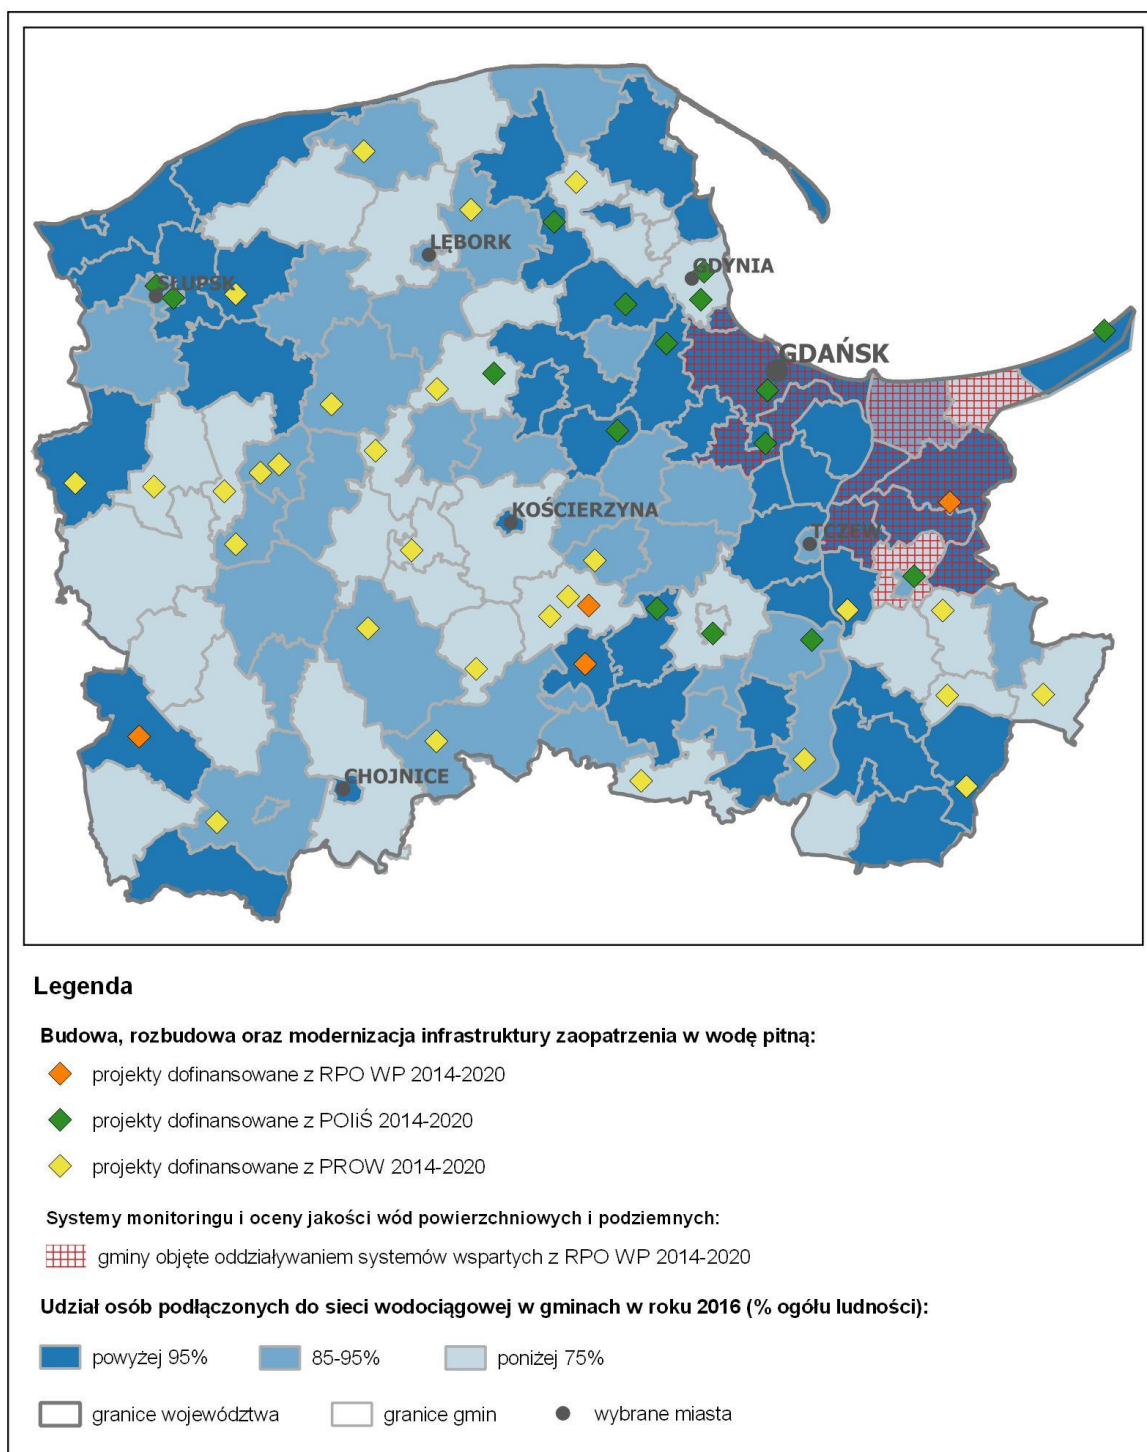 LĘBORK
GDYNIA
SŁUPSK
GDAŃSK
KOŚCIERZYNA
TCZEW
CHOJNICE
Legenda
Budowa, rozbudowa oraz modernizacja infrastruktury zaopatrzenia w wodę pitną:
projekty dofinansowane z RPO WP 2014-2020
projekty dofinansowane z POIiŚ 2014-2020
projekty dofinansowane z PROW 2014-2020
Systemy monitoringu i oceny jakości wód powierzchniowych i podziemnych:
gminy objęte oddziaływaniem systemów wspartych z RPO WP 2014-2020
Udział osób podłączonych do sieci wodociągowej w gminach w roku 2016 (% ogółu ludności):
powyżej 95% 85-95% poniżej 75%
granice województwa granice gmin wybrane miasta